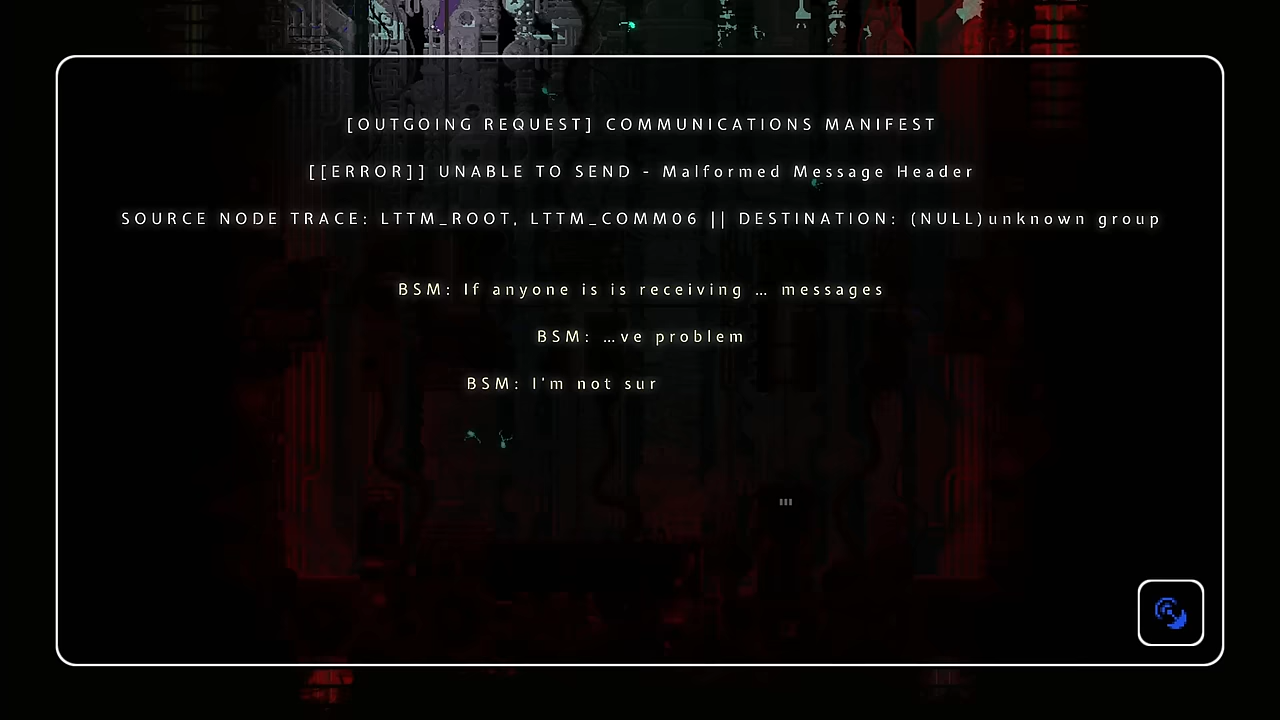 [OUTGOING REQUEST] COMMUNICATIONS MANIFEST
[[ERROR]] UNABLE TO SEND - Malformed Message Header
SOURCE NODE TRACE: LTTM_ROOT, LTTM_COMM06 || DESTINATION: (NULL)unknown group
BSM: If anyone is is receiving … messages
BSM: …ve problem
BSM: I'm not sur